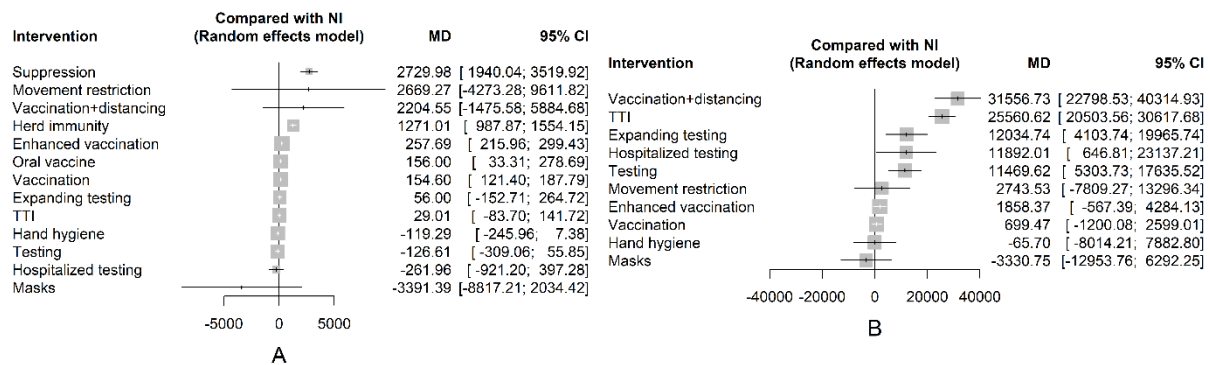 Compared with NI
Intervention (Random effects model) MD 95% CI
Suppression 2729.98 [ 1940.04; 3519.92]
Movement restriction 2669.27 [-4273.28; 9611.82]
Vaccination+distancing 2204.55 [-1475.58; 5884.68]
Herd immunity 1271.01 [ 987.87; 1554.15]
Enhanced vaccination 257.69 [ 215.96; 299.43]
Oral vaccine 156.00 [ 33.31; 278.69]
Vaccination 154.60 [ 121.40; 187.79]
Expanding testing 56.00 [ -152.71; 264.72]
TTI 29.01 [ -83.70; 141.72]
Hand hygiene -119.29 [ -245.96; 7.38]
Testing -126.61 [ -309.06; 55.85]
Hospitalized testing -261.96 [ -921.20; 397.28]
Masks -3391.39 [-8817.21; 2034.42]
-5000 0 5000
A
Compared with NI
Intervention (Random effects model) MD 95% CI
Vaccination+distancing 31556.73 [ 22798.53; 40314.93]
TTI 25560.62 [ 20503.56; 30617.68]
Expanding testing 12034.74 [ 4103.74; 19965.74]
Hospitalized testing 11892.01 [ 646.81; 23137.21]
Testing 11469.62 [ 5303.73; 17635.52]
Movement restriction 2743.53 [ -7809.27; 13296.34]
Enhanced vaccination 1858.37 [ -567.39; 4284.13]
Vaccination 699.47 [ -1200.08; 2599.01]
Hand hygiene -65.70 [ -8014.21; 7882.80]
Masks -3330.75 [-12953.76; 6292.25]
-40000 -20000 0 20000 40000
B